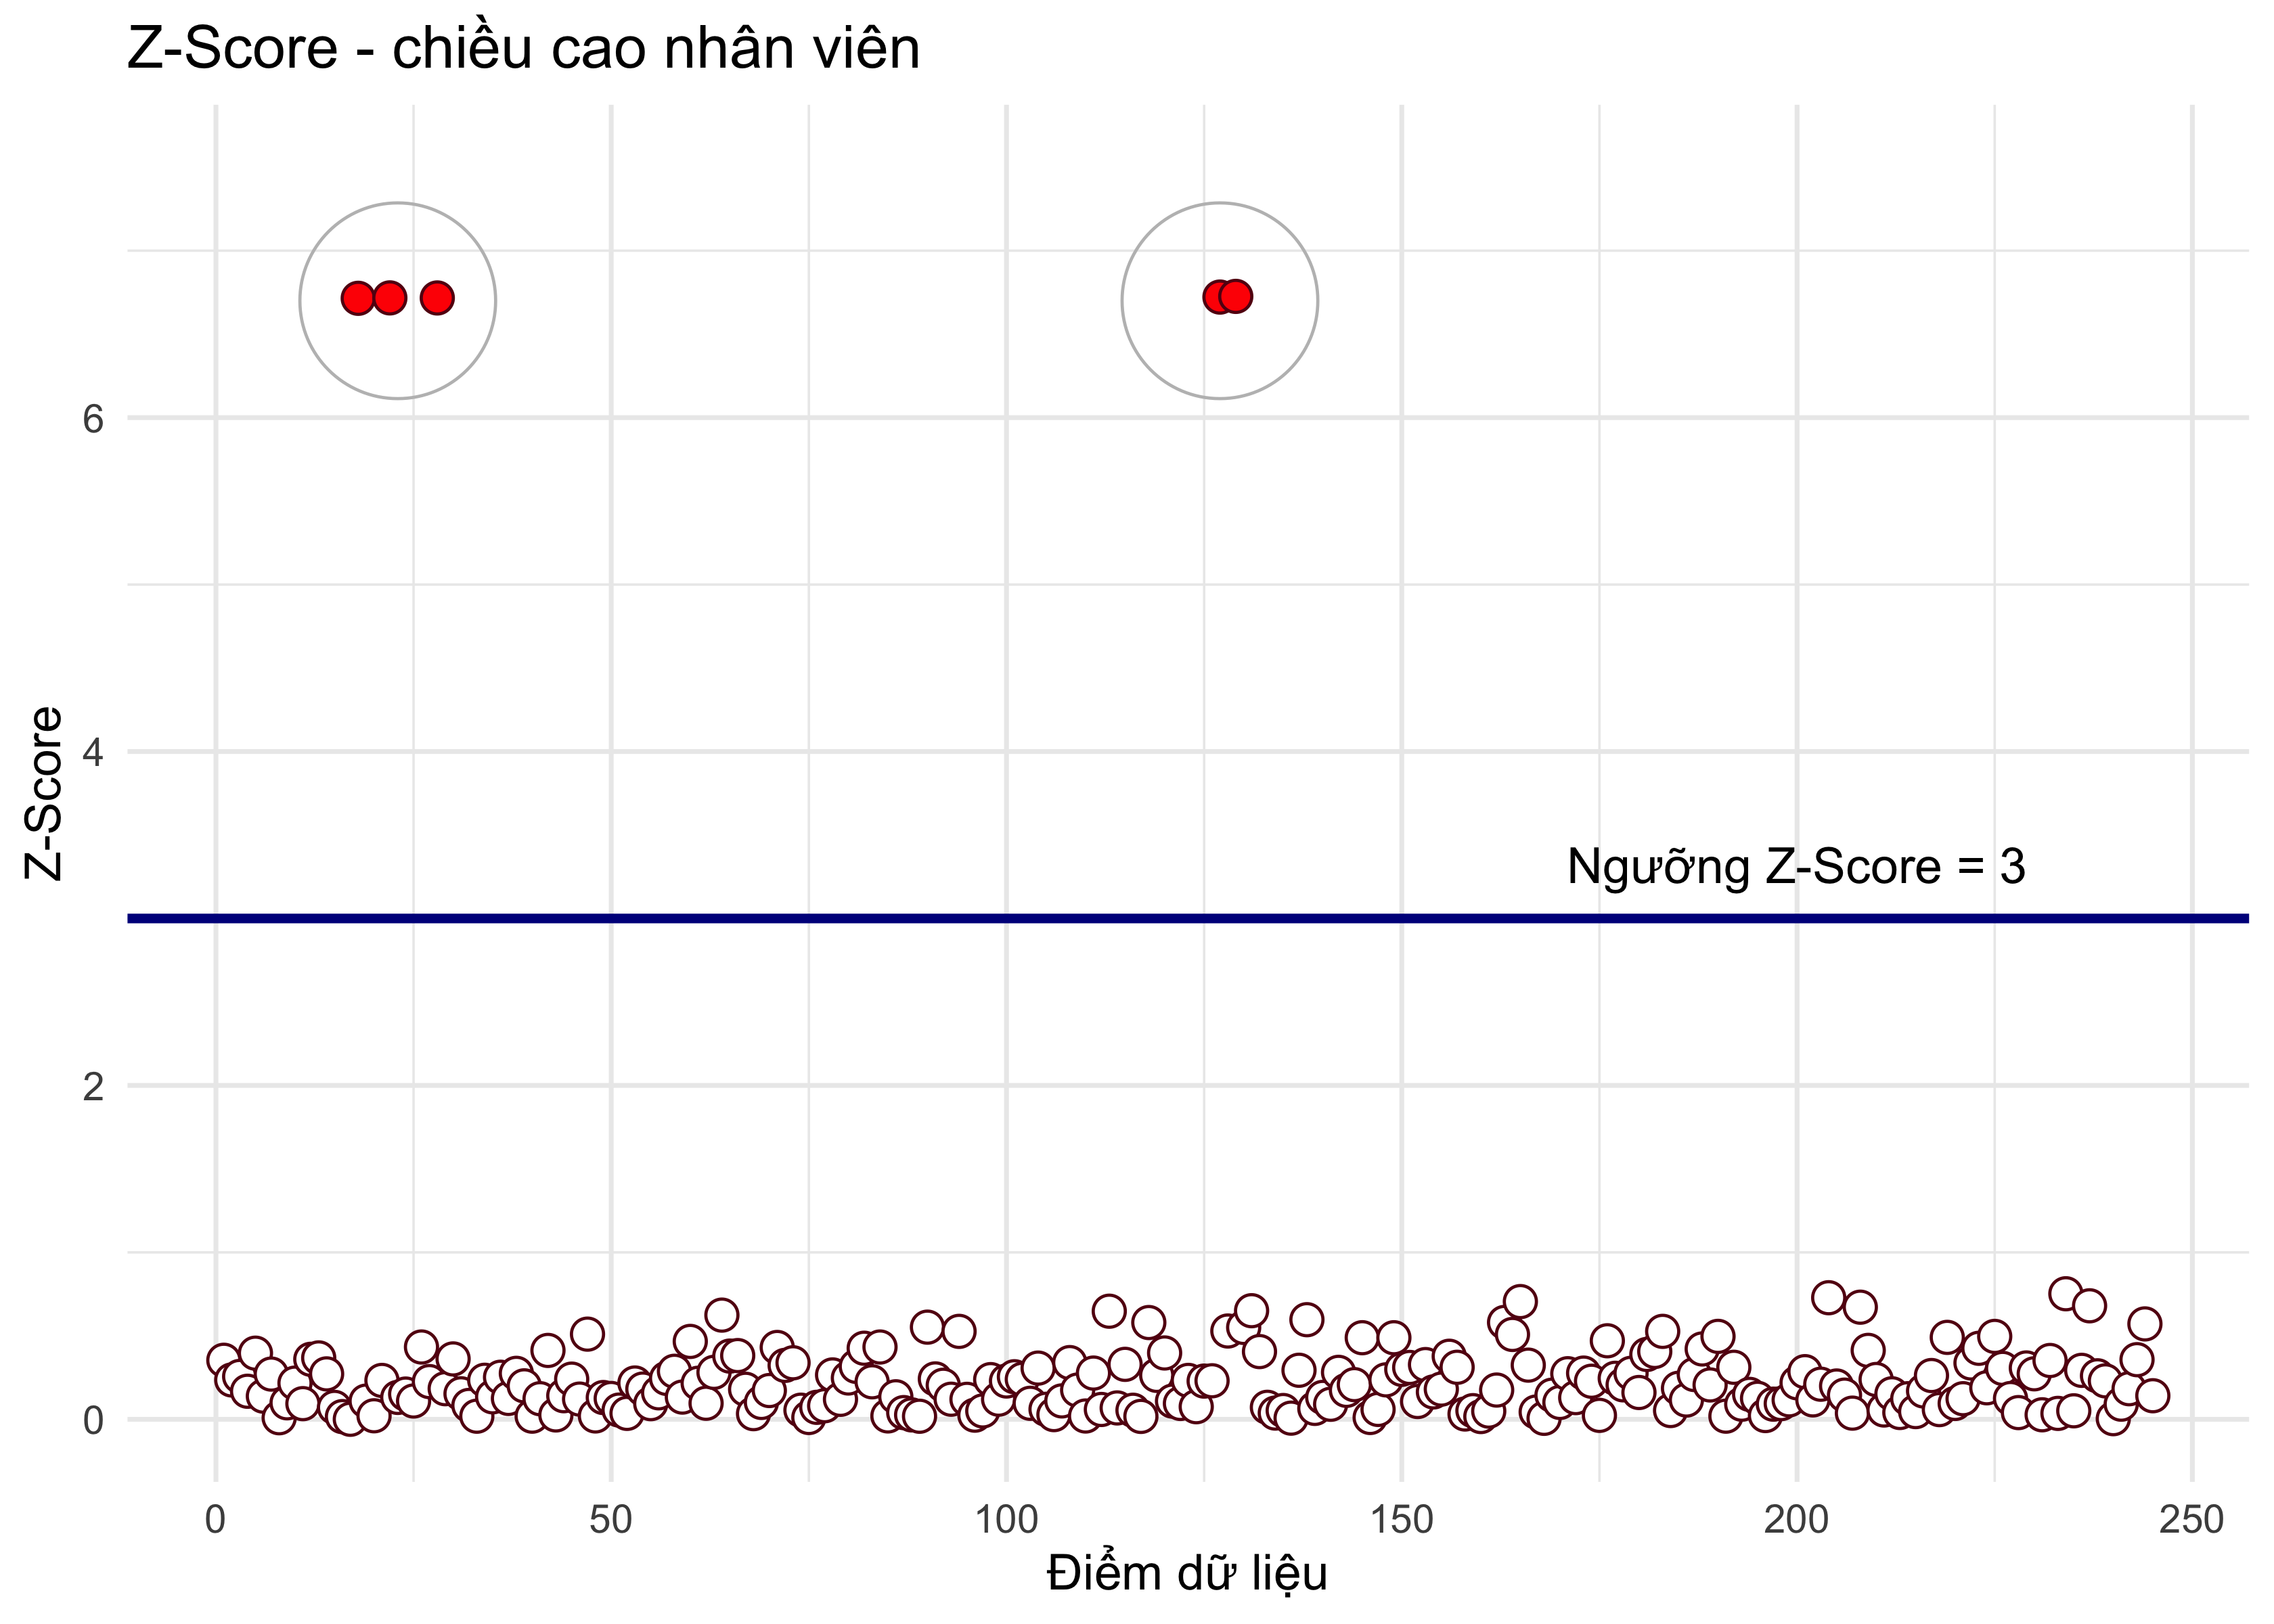 Z-Score - chiều cao nhân viên
6
4
2
0
Z-Score
Ngưỡng Z-Score = 3
0 50 100 150 200 250
Điểm dữ liệu